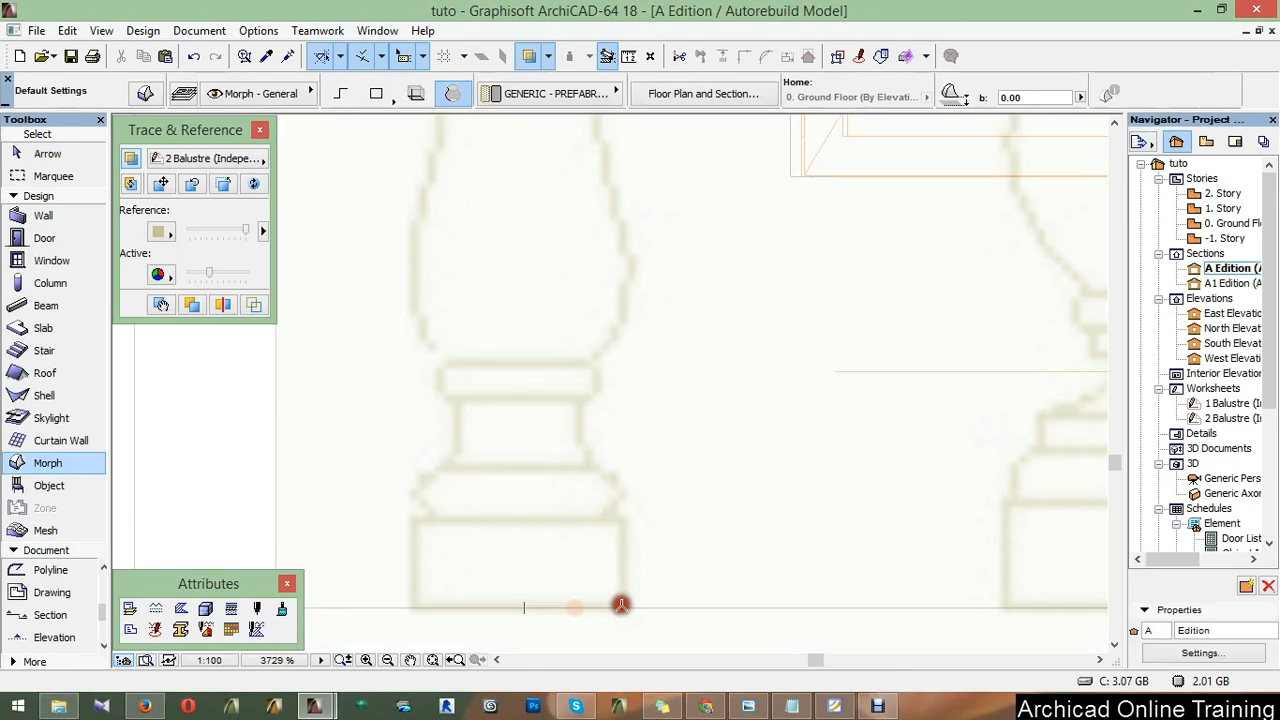 tuto - Graphisoft ArchiCAD-64 18 - [A Edition / Autorebuild Model]
File Edit View Design Document Options Teamwork Window Help
Default Settings
Morph - General
GENERIC - PREFABR...
Floor Plan and Section...
Home:
0. Ground Floor (By Elevati...
b: 0.00
Toolbox
Select
Arrow
Marquee
Design
Wall
Door
Window
Column
Beam
Slab
Stair
Roof
Shell
Skylight
Curtain Wall
Morph
Object
Zone
Mesh
Document
Polyline
Drawing
Section
Elevation
More
Trace & Reference
2 Balustre (Indepe...
Reference:
Active:
Attributes
1:100
3729 %
Navigator - Project ...
tuto
Stories
2. Story
1. Story
0. Ground Fl
-1. Story
Sections
A Edition (A
A1 Edition (A
Elevations
East Elevatio
North Elevat
South Elevat
West Elevati
Interior Elevation
Worksheets
1 Balustre (I
2 Balustre (I
Details
3D Documents
3D
Generic Pers
Generic Axon
Schedules
Element
Door List
Properties
A Edition
Settings...
C: 3.07 GB
2.01 GB
Archicad Online Training